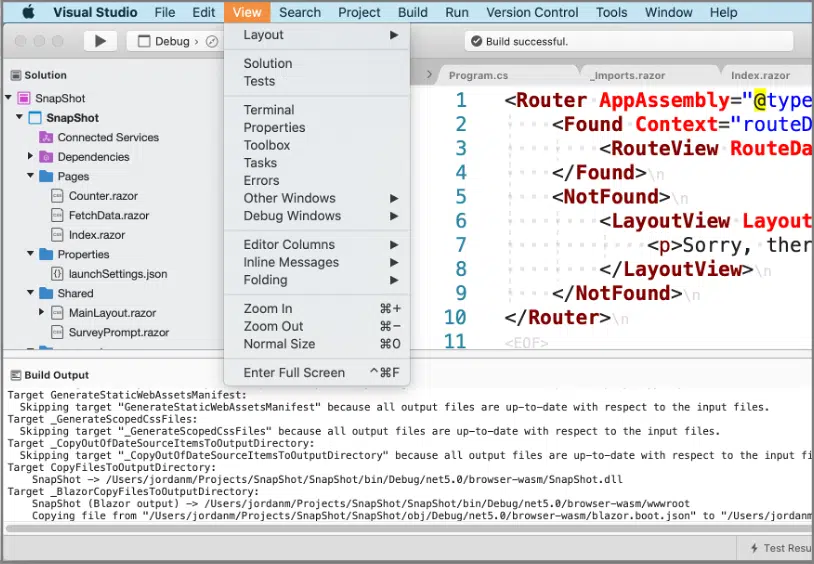 Visual Studio File Edit View Search Project Build Run Version Control Tools Window Help
Debug › Build successful.
Layout
Solution
Tests
Terminal
Properties
Toolbox
Tasks
Errors
Other Windows
Debug Windows
Editor Columns
Inline Messages
Folding
Zoom In ⌘+
Zoom Out ⌘−
Normal Size ⌘0
Enter Full Screen ^⌘F
Solution
SnapShot
SnapShot
Connected Services
Dependencies
Pages
Counter.razor
FetchData.razor
Index.razor
Properties
{} launchSettings.json
Shared
MainLayout.razor
SurveyPrompt.razor
Program.cs _Imports.razor Index.razor
1 <Router AppAssembly="@type
2 <Found Context="routeD
3 <RouteView RouteDa
4 </Found>\n
5 <NotFound>\n
6 <LayoutView Layout
7 <p>Sorry, ther
8 </LayoutView>\n
9 </NotFound>\n
10 </Router>\n
11 <EOF>
Build Output
Target GenerateStaticWebAssetsManifest:
Skipping target "GenerateStaticWebAssetsManifest" because all output files are up-to-date with respect to the input files.
Target _GenerateScopedCssFiles:
Skipping target "_GenerateScopedCssFiles" because all output files are up-to-date with respect to the input files.
Target _CopyOutOfDateSourceItemsToOutputDirectory:
Skipping target "_CopyOutOfDateSourceItemsToOutputDirectory" because all output files are up-to-date with respect to the input fi
Target CopyFilesToOutputDirectory:
SnapShot -> /Users/jordanm/Projects/SnapShot/SnapShot/bin/Debug/net5.0/browser-wasm/SnapShot.dll
Target _BlazorCopyFilesToOutputDirectory:
SnapShot (Blazor output) -> /Users/jordanm/Projects/SnapShot/SnapShot/bin/Debug/net5.0/browser-wasm/wwwroot
Copying file from "/Users/jordanm/Projects/SnapShot/SnapShot/obj/Debug/net5.0/browser-wasm/blazor.boot.json" to "/Users/jordanm
Test Resu